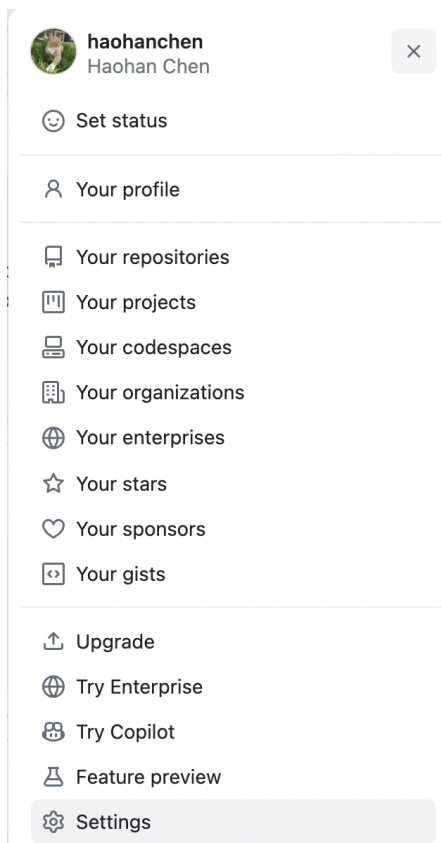 haohanchen
Haohan Chen
Set status
Your profile
Your repositories
Your projects
Your codespaces
Your organizations
Your enterprises
Your stars
Your sponsors
Your gists
Upgrade
Try Enterprise
Try Copilot
Feature preview
Settings